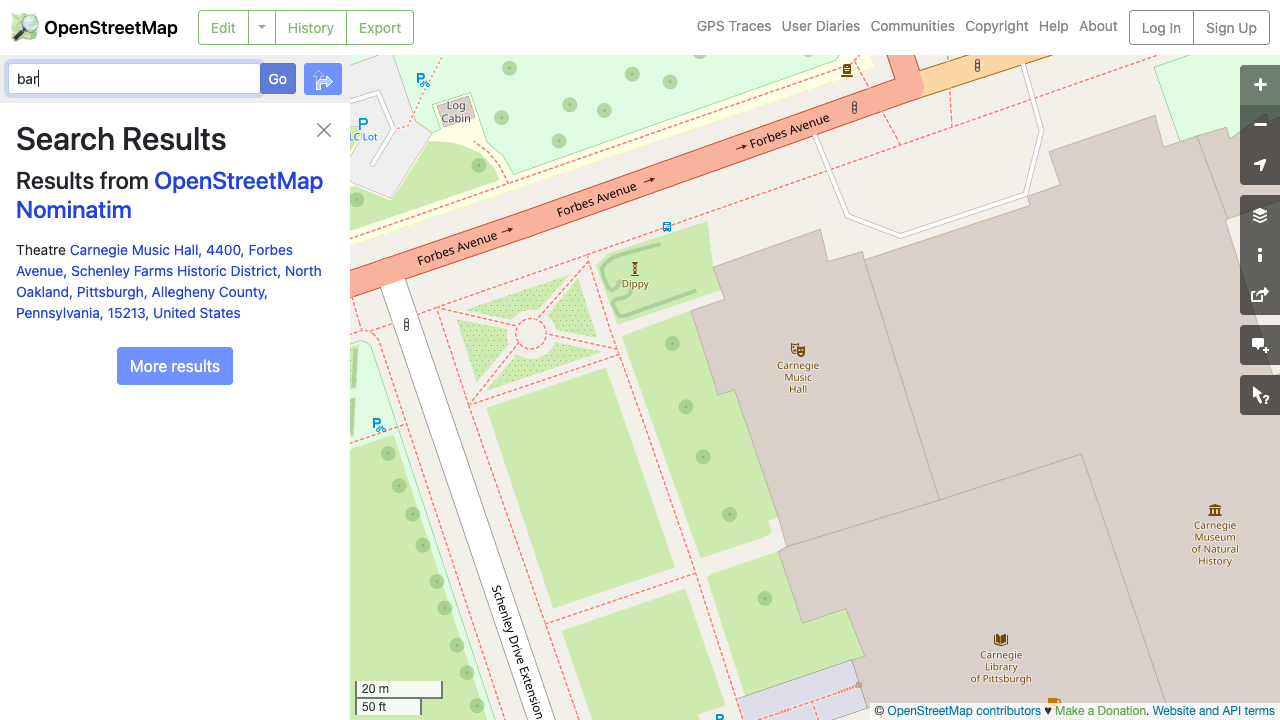 OpenStreetMap
Edit
History
Export
GPS Traces
User Diaries
Communities
Copyright
Help
About
Log In
Sign Up
bar
Go
Search Results
Results from OpenStreetMap
Nominatim
Theatre Carnegie Music Hall, 4400, Forbes
Avenue, Schenley Farms Historic District, North
Oakland, Pittsburgh, Allegheny County,
Pennsylvania, 15213, United States
More results
P
Log
Cabin
P
LC Lot
Forbes Avenue
Forbes Avenue
Forbes Avenue
Dippy
Carnegie
Music
Hall
P
Carnegie
Museum
of Natural
History
Schenley Drive Extension
Carnegie
Library
of Pittsburgh
P
20 m
50 ft
© OpenStreetMap contributors ♥ Make a Donation. Website and API terms